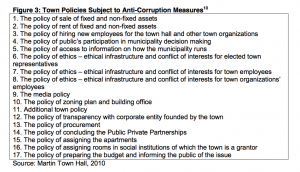 Figure 3: Town Policies Subject to Anti-Corruption Measures
1. The policy of sale of fixed and non-fixed assets
2. The policy of rent of fixed and non-fixed assets
3. The policy of hiring new employees for the town hall and other town organizations
4. The policy of public's participation in municipality decision making
5. The policy of access to information on how the municipality runs
6. The policy of ethics – ethical infrastructure and conflict of interests for elected town
representatives
7. The policy of ethics – ethical infrastructure and conflict of interests for town employees
8. The policy of ethics – ethical infrastructure and conflict of interests for town organizations'
employees
9. The media policy
10. The policy of zoning plan and building office
11. Additional town policy
12. The policy of transparency with corporate entity founded by the town
13. The policy of procurement
14. The policy of concluding the Public Private Partnerships
15. The policy of assigning the apartments
16. The policy of assigning rooms in social institutions of which the town is a grantor
17. The policy of preparing the budget and informing the public of the issue
Source: Martin Town Hall, 2010